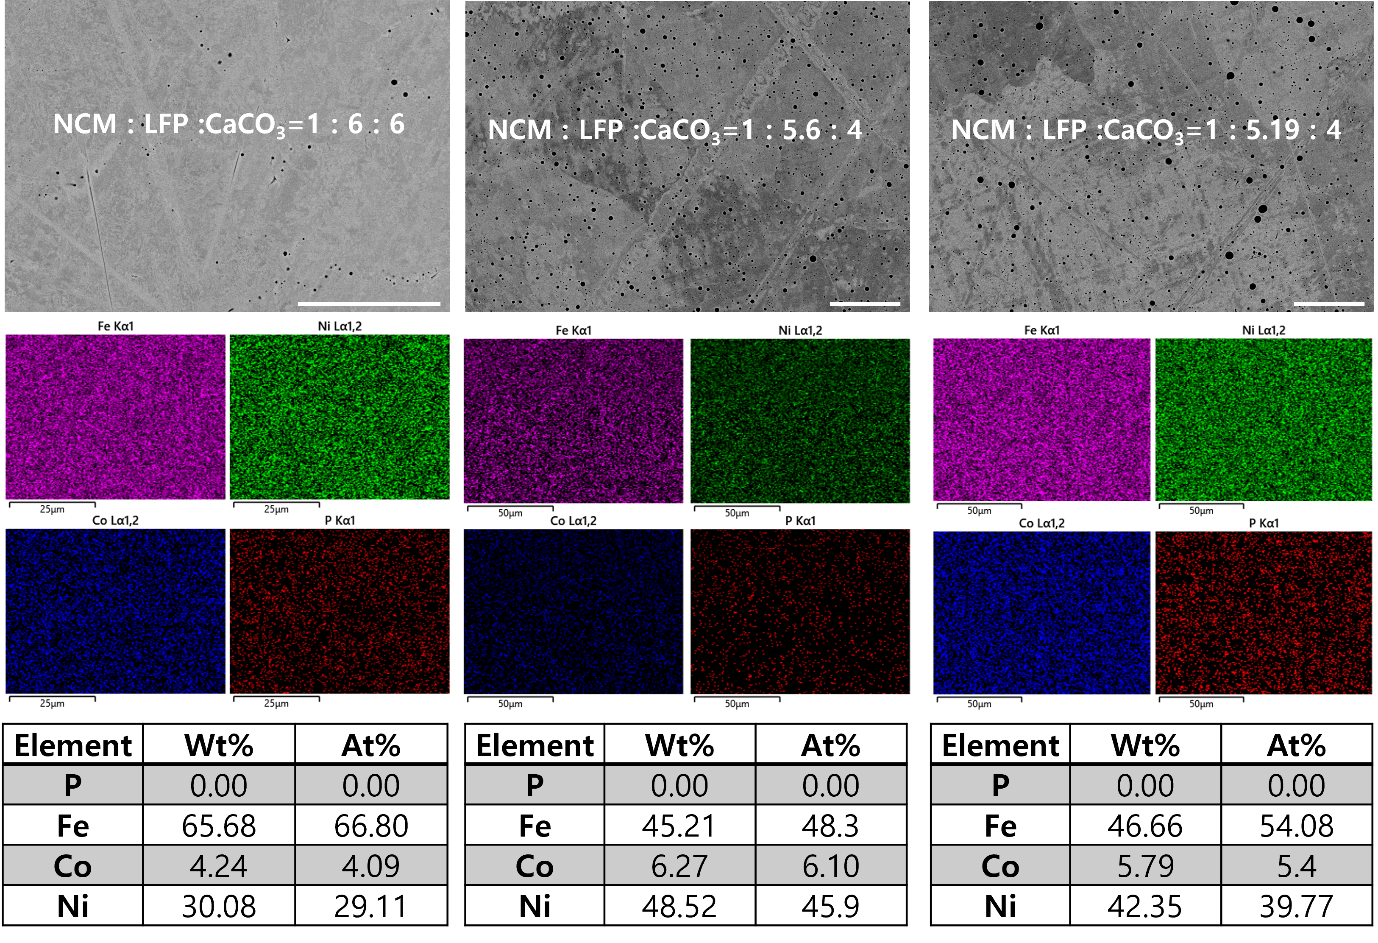 NCM : LFP :CaCO₃=1 : 6 : 6
NCM : LFP :CaCO₃=1 : 5.6 : 4
NCM : LFP :CaCO₃=1 : 5.19 : 4
Fe Kα1
Ni Lα1,2
Fe Kα1
Ni Lα1,2
Fe Kα1
Ni Lα1,2
25μm
25μm
50μm
50μm
50μm
50μm
Co Lα1,2
P Kα1
Co Lα1,2
P Kα1
Co Lα1,2
P Kα1
25μm
25μm
50μm
50μm
50μm
50μm
Element Wt% At%
P 0.00 0.00
Fe 65.68 66.80
Co 4.24 4.09
Ni 30.08 29.11
Element Wt% At%
P 0.00 0.00
Fe 45.21 48.3
Co 6.27 6.10
Ni 48.52 45.9
Element Wt% At%
P 0.00 0.00
Fe 46.66 54.08
Co 5.79 5.4
Ni 42.35 39.77